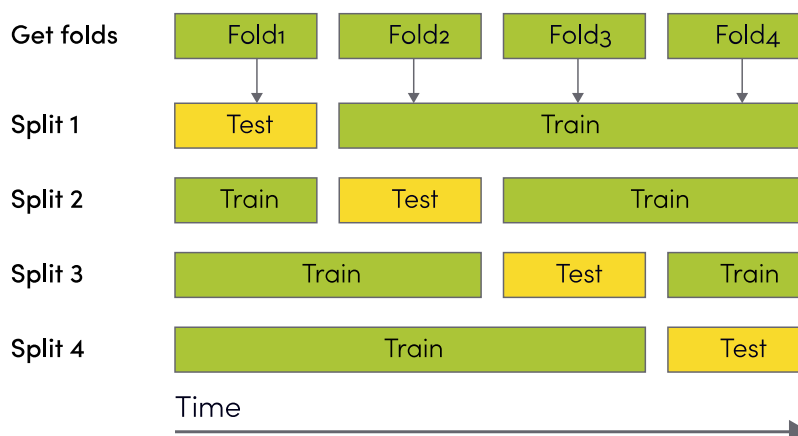 Get folds Fold1 Fold2 Fold3 Fold4
Split 1 Test Train
Split 2 Train Test Train
Split 3 Train Test Train
Split 4 Train Test
Time